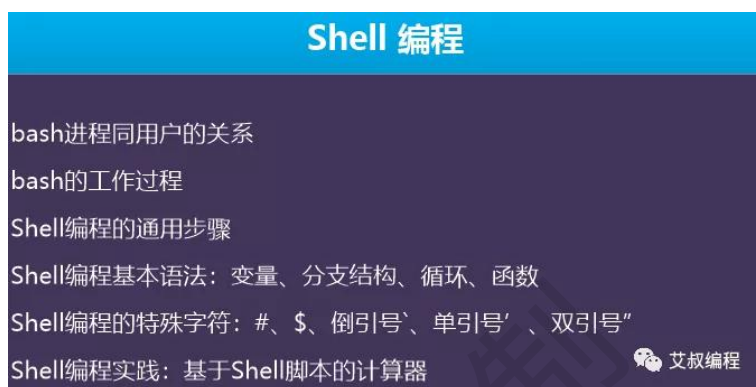 Shell 编程
bash进程同用户的关系
bash的工作过程
Shell编程的通用步骤
Shell编程基本语法：变量、分支结构、循环、函数
Shell编程的特殊字符：#、$、倒引号`、单引号’、双引号”
Shell编程实践：基于Shell脚本的计算器
艾叔编程
制